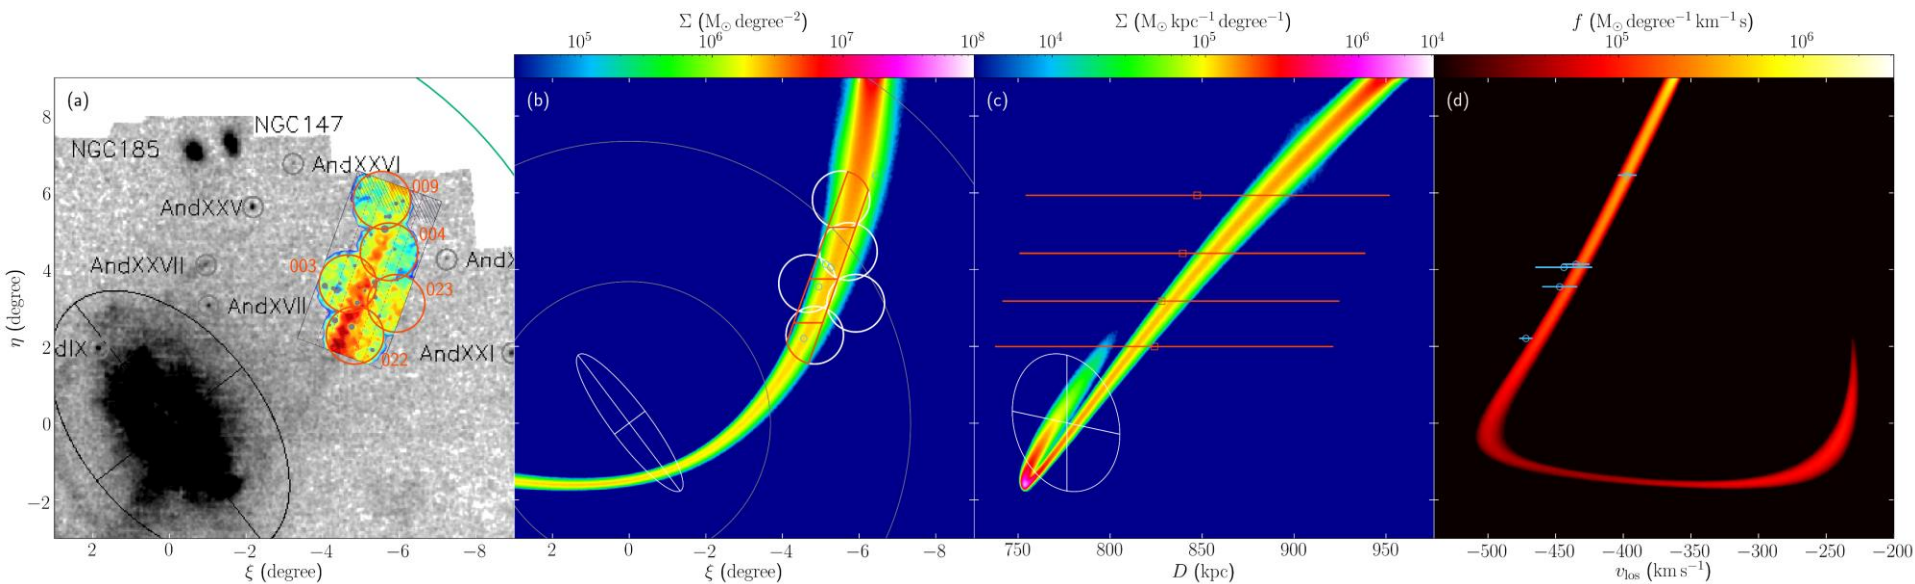 Σ (M⊙ degree⁻²)
Σ (M⊙ kpc⁻¹ degree⁻¹)
f (M⊙ degree⁻¹ km⁻¹ s)
10⁵ 10⁶ 10⁷ 10⁸
10⁴ 10⁵ 10⁶ 10⁴
10⁵ 10⁶
(a)
NGC147
NGC185
AndXXVI
009
AndXXV
004
AndXXVII
003
AndX
023
AndXVII
dIX
022
AndXXI
(b)
(c)
(d)
η (degree)
8
6
4
2
0
−2
2 0 −2 −4 −6 −8
ξ (degree)
2 0 −2 −4 −6 −8
ξ (degree)
750 800 850 900 950
D (kpc)
−500 −450 −400 −350 −300 −250 −200
v_los (km s⁻¹)